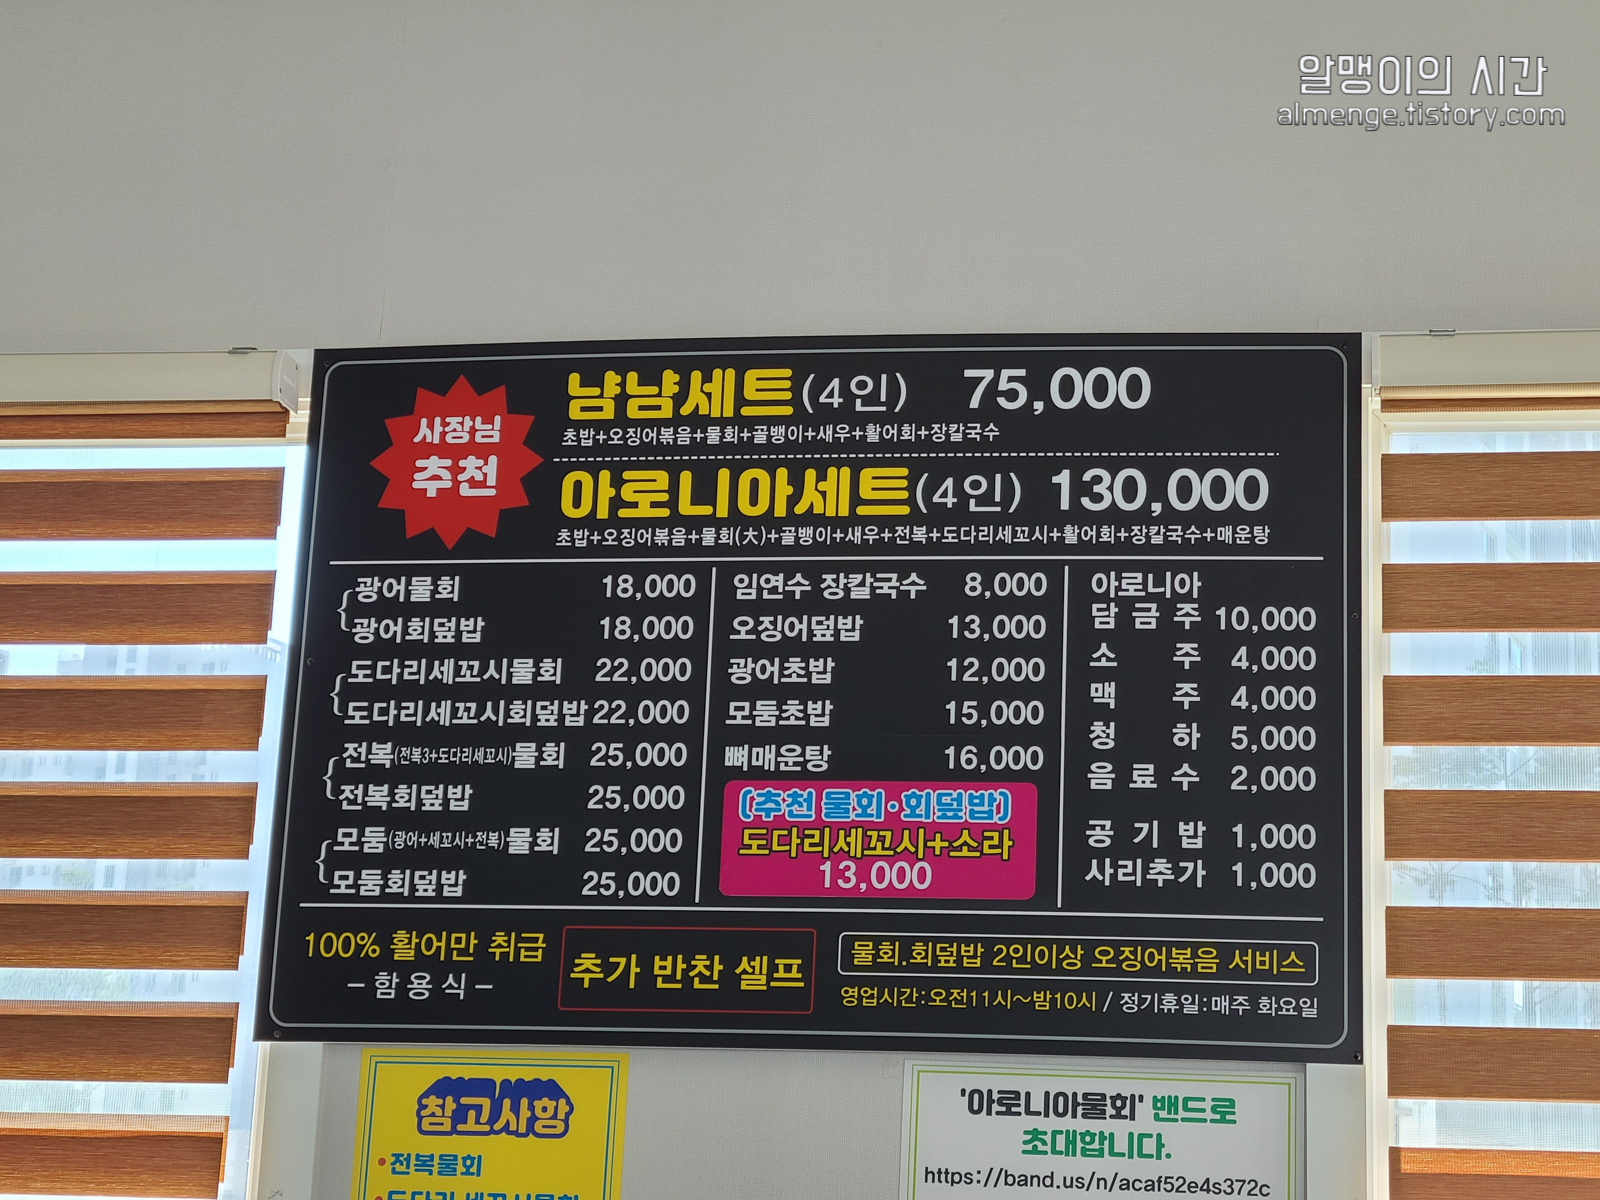 알맹이의 시간
almenge.tistory.com
사장님
추천
냠냠세트(4인) 75,000
초밥+오징어볶음+물회+골뱅이+새우+활어회+장칼국수
아로니아세트(4인) 130,000
초밥+오징어볶음+물회(大)+골뱅이+새우+전복+도다리세꼬시+활어회+장칼국수+매운탕
광어물회 18,000
광어회덮밥 18,000
도다리세꼬시물회 22,000
도다리세꼬시회덮밥 22,000
전복(전복3+도다리세꼬시)물회 25,000
전복회덮밥 25,000
모둠(광어+세꼬시+전복)물회 25,000
모둠회덮밥 25,000
임연수 장칼국수 8,000
오징어덮밥 13,000
광어초밥 12,000
모둠초밥 15,000
뼈매운탕 16,000
(추천 물회·회덮밥)
도다리세꼬시+소라
13,000
아로니아
담금주 10,000
소주 4,000
맥주 4,000
청하 5,000
음료수 2,000
공기밥 1,000
사리추가 1,000
100% 활어만 취급
-함용식-
추가 반찬 셀프
물회.회덮밥 2인이상 오징어볶음 서비스
영업시간:오전11시~밤10시 / 정기휴일:매주 화요일
참고사항
•전복물회
•도다리세꼬시물회
'아로니아물회' 밴드로
초대합니다.
https://band.us/n/acaf52e4s372c